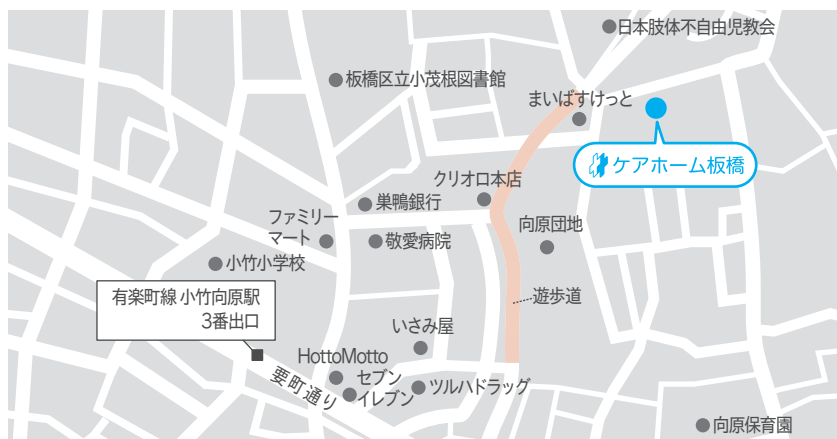 日本肢体不自由児教会
板橋区立小茂根図書館
まいばすけっと
ケアホーム板橋
クリオロ本店
巣鴨銀行
ファミリー
マート
敬愛病院
向原団地
小竹小学校
有楽町線 小竹向原駅
3番出口
遊歩道
いさみ屋
HottoMotto
セブン
イレブン
ツルハドラッグ
要町通り
向原保育園